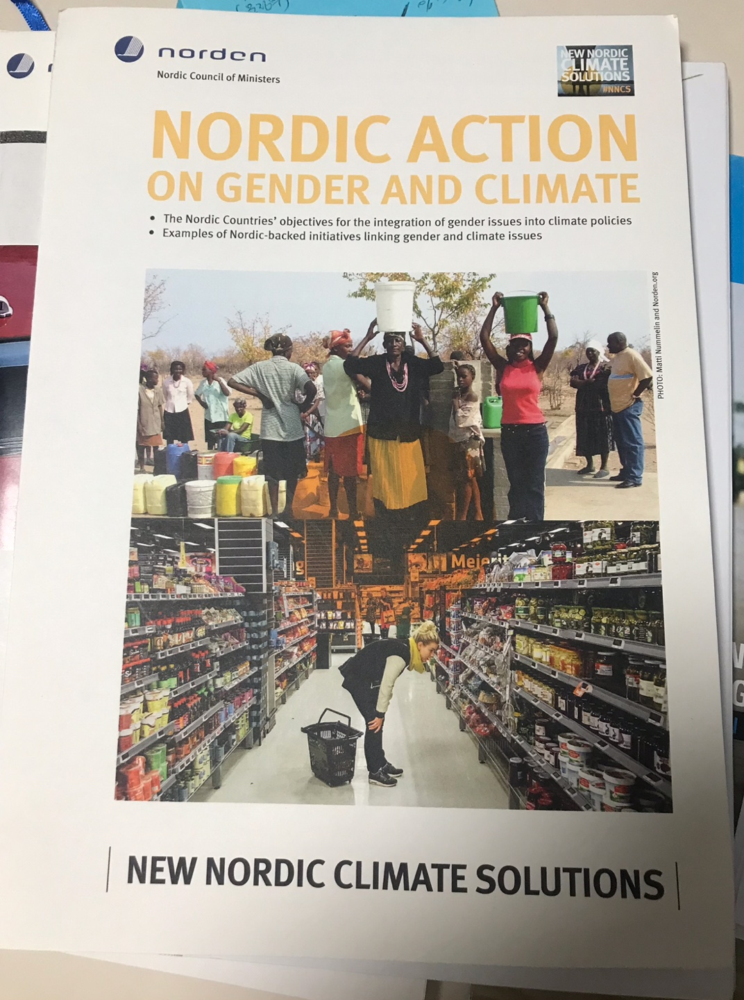 norden
Nordic Council of Ministers
NEW NORDIC
CLIMATE
SOLUTIONS
#NNCS
NORDIC ACTION
ON GENDER AND CLIMATE
• The Nordic Countries’ objectives for the integration of gender issues into climate policies
• Examples of Nordic-backed initiatives linking gender and climate issues
PHOTO: Matti Nummelin and Norden.org
NEW NORDIC CLIMATE SOLUTIONS